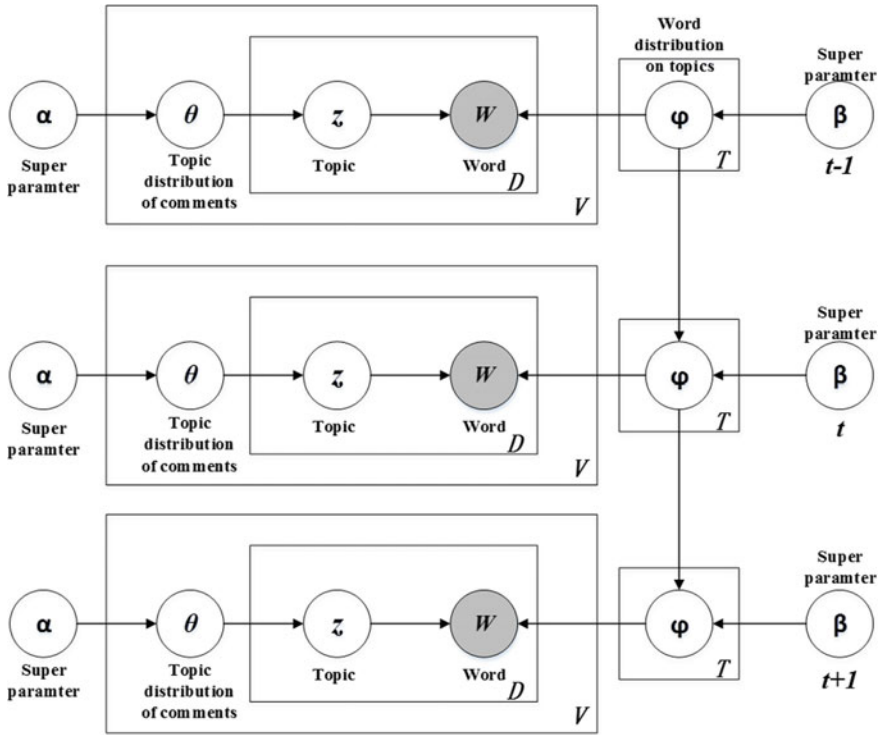 Word
distribution
on topics
Super
paramter
α
θ
z
W
φ
β
Super
paramter
Topic
distribution
of comments
Topic
Word
D
V
T
t-1
Super
paramter
α
θ
z
W
φ
β
Super
paramter
Topic
distribution
of comments
Topic
Word
D
V
T
t
Super
paramter
α
θ
z
W
φ
β
Super
paramter
Topic
distribution
of comments
Topic
Word
D
V
T
t+1